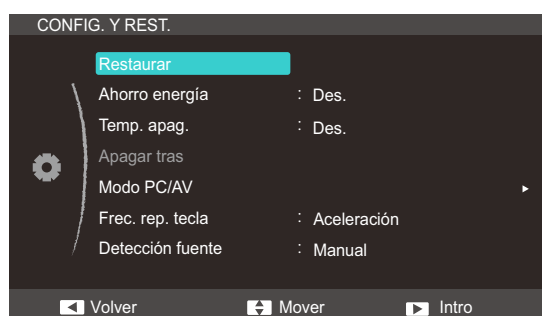 CONFIG. Y REST.
Restaurar
Ahorro energía : Des.
Temp. apag. : Des.
Apagar tras
Modo PC/AV
Frec. rep. tecla : Aceleración
Detección fuente : Manual
Volver Mover Intro